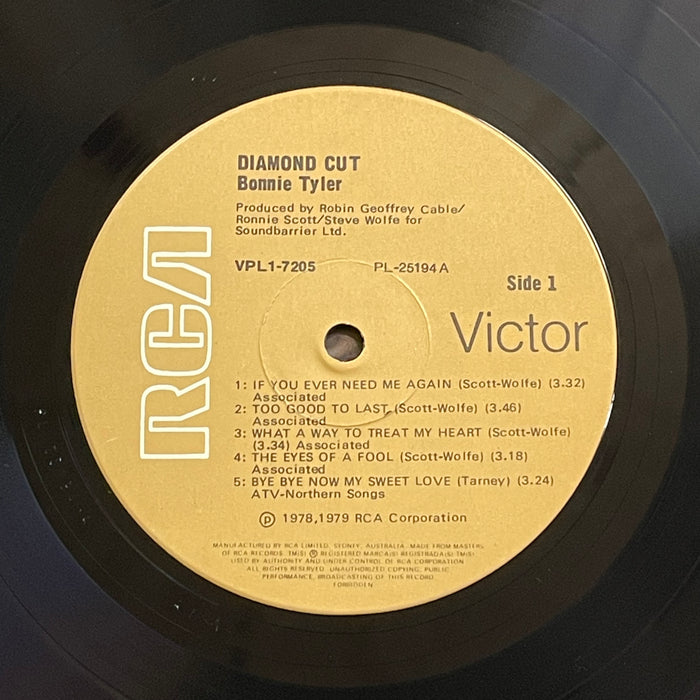 DIAMOND CUT
Bonnie Tyler
Produced by Robin Geoffrey Cable/
Ronnie Scott/Steve Wolfe for
Soundbarrier Ltd.
VPL1-7205 PL-25194 A
Side 1
RCA
Victor
1: IF YOU EVER NEED ME AGAIN (Scott-Wolfe) (3.32)
Associated
2: TOO GOOD TO LAST (Scott-Wolfe) (3.46)
Associated
3: WHAT A WAY TO TREAT MY HEART (Scott-Wolfe)
(3.34) Associated
4: THE EYES OF A FOOL (Scott-Wolfe) (3.18)
Associated
5: BYE BYE NOW MY SWEET LOVE (Tarney) (3.24)
ATV-Northern Songs
Ⓟ 1978,1979 RCA Corporation
MANUFACTURED BY RCA LIMITED, SYDNEY, AUSTRALIA. MADE FROM MASTERS
OF RCA RECORDS. TM(S) ® REGISTERED MARCA(S) REGISTRADA(S) TM(S)
USED BY AUTHORITY AND UNDER CONTROL OF RCA CORPORATION
ALL RIGHTS RESERVED. UNAUTHORIZED COPYING, PUBLIC
PERFORMANCE, BROADCASTING OF THIS RECORD
FORBIDDEN